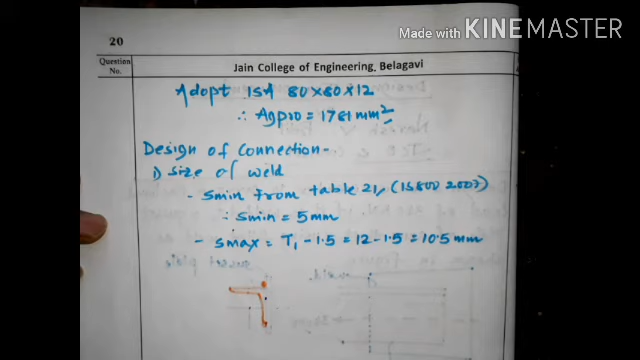 Made with KINEMASTER
20
Question No.
Jain College of Engineering, Belagavi
Adopt ISA 80×80×12
∴ Agpro = 1781 mm²
Design of connection-
1) size of weld
- Smin from table 21, (IS800 2007)
∴ Smin = 5mm
- Smax = T₁ - 1.5 = 12 - 1.5 = 10.5 mm